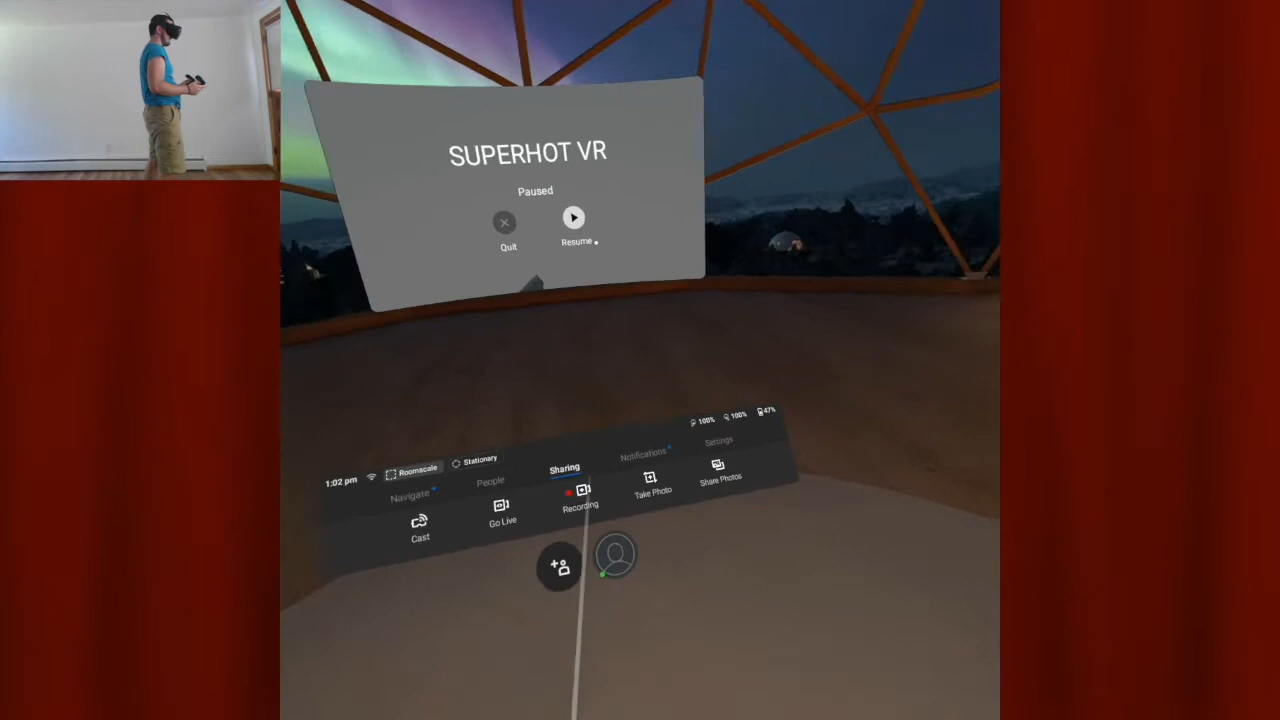 SUPERHOT VR
Paused
Quit
Resume
1:02 pm
Roomscale
Stationary
100%
100%
47%
Navigate
People
Sharing
Notifications
Settings
Cast
Go Live
Recording
Take Photo
Share Photos